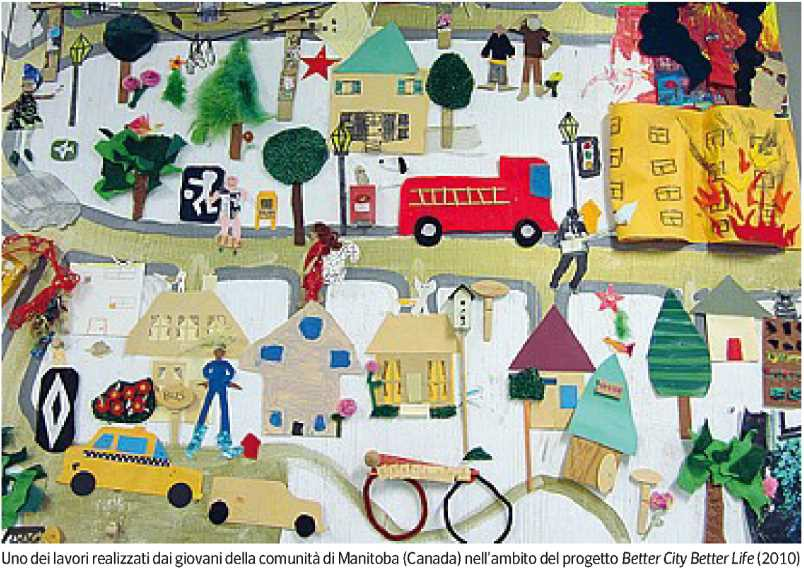 BUS
Uno dei lavori realizzati dai giovani della comunità di Manitoba (Canada) nell'ambito del progetto Better City Better Life (2010)